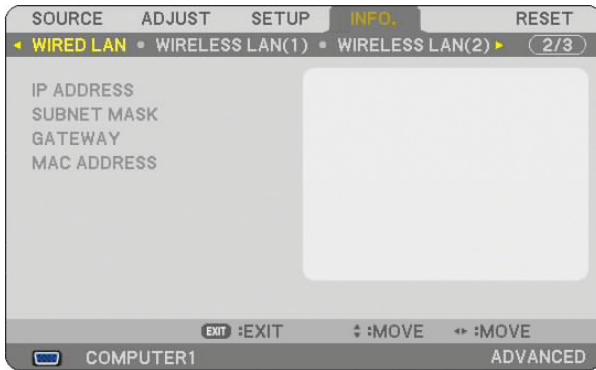 SOURCE ADJUST SETUP INFO. RESET
WIRED LAN • WIRELESS LAN(1) • WIRELESS LAN(2) 2/3
IP ADDRESS
SUBNET MASK
GATEWAY
MAC ADDRESS
EXIT :EXIT :MOVE :MOVE
COMPUTER1 ADVANCED